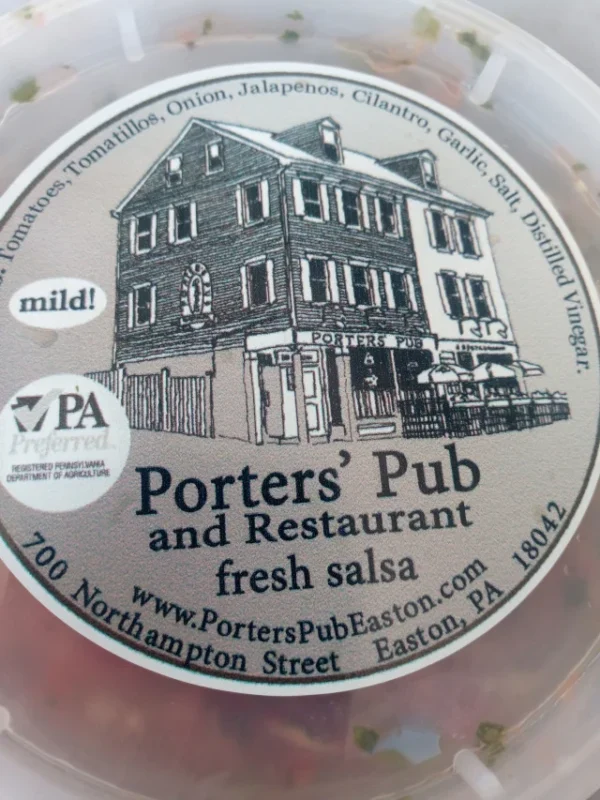 Tomatoes, Tomatillos, Onion, Jalapenos, Cilantro, Garlic, Salt, Distilled Vinegar.
mild!
PA
Preferred
REGISTERED PENNSYLVANIA
DEPARTMENT OF AGRICULTURE
PORTERS' PUB
Porters' Pub
and Restaurant
fresh salsa
www.PortersPubEaston.com
700 Northampton Street Easton, PA 18042